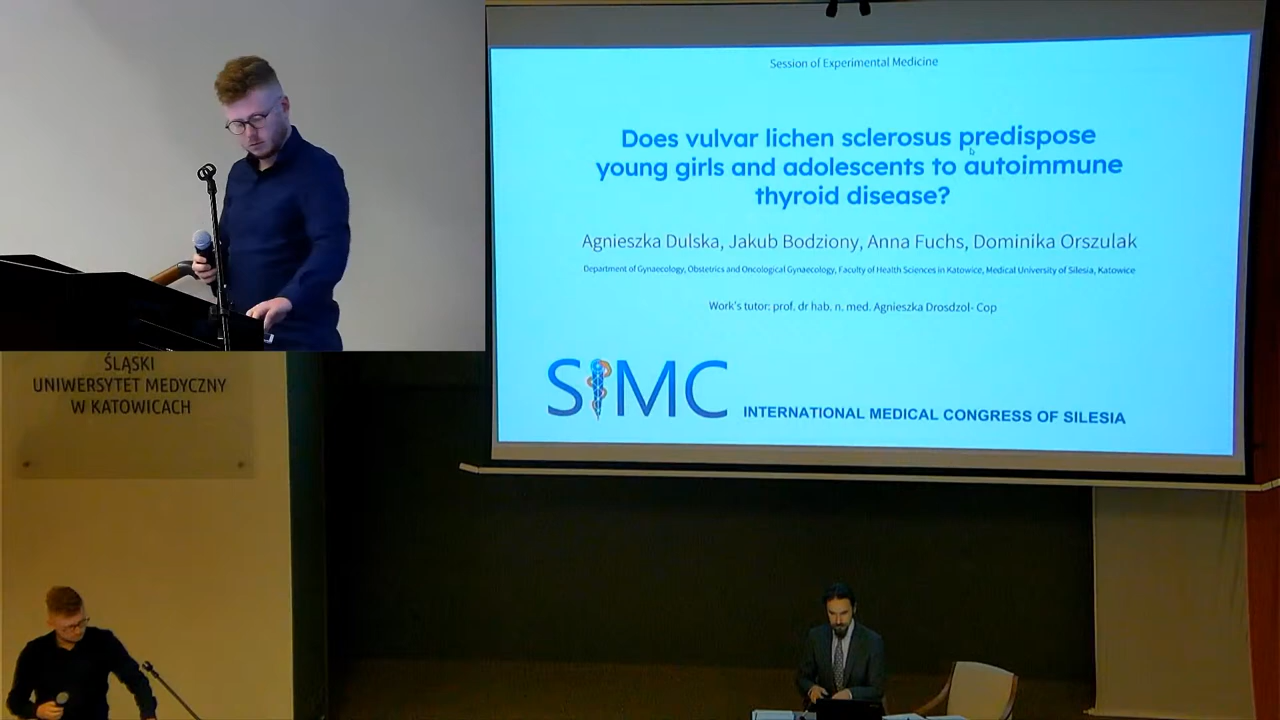 Session of Experimental Medicine
Does vulvar lichen sclerosus predispose
young girls and adolescents to autoimmune
thyroid disease?
Agnieszka Dulska, Jakub Bodziony, Anna Fuchs, Dominika Orszulak
Department of Gynaecology, Obstetrics and Oncological Gynaecology, Faculty of Health Sciences in Katowice, Medical University of Silesia, Katowice
Work's tutor: prof. dr hab. n. med. Agnieszka Drosdzol- Cop
SIMC INTERNATIONAL MEDICAL CONGRESS OF SILESIA
ŚLĄSKI
UNIWERSYTET MEDYCZNY
W KATOWICACH